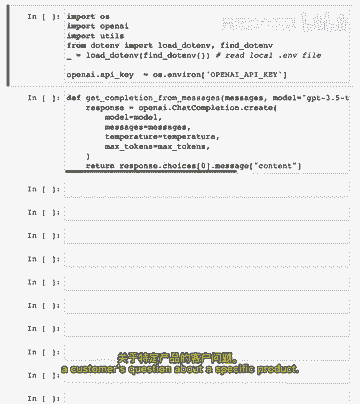 In [ ]: import os
import openai
import utils
from dotenv import load_dotenv, find_dotenv
_ = load_dotenv(find_dotenv()) # read local .env file
openai.api_key = os.environ['OPENAI_API_KEY']
In [ ]: def get_completion_from_messages(messages, model="gpt-3.5-t
response = openai.ChatCompletion.create(
model=model,
messages=messages,
temperature=temperature,
max_tokens=max_tokens,
)
return response.choices[0].message["content"]
In [ ]:
In [ ]:
In [ ]:
In [ ]:
In [ ]:
In [ ]:
In [ ]:
In [ ]:
关于特定产品的客户问题。
a customer's question about a specific product.
In [ ]:
In [ ]: